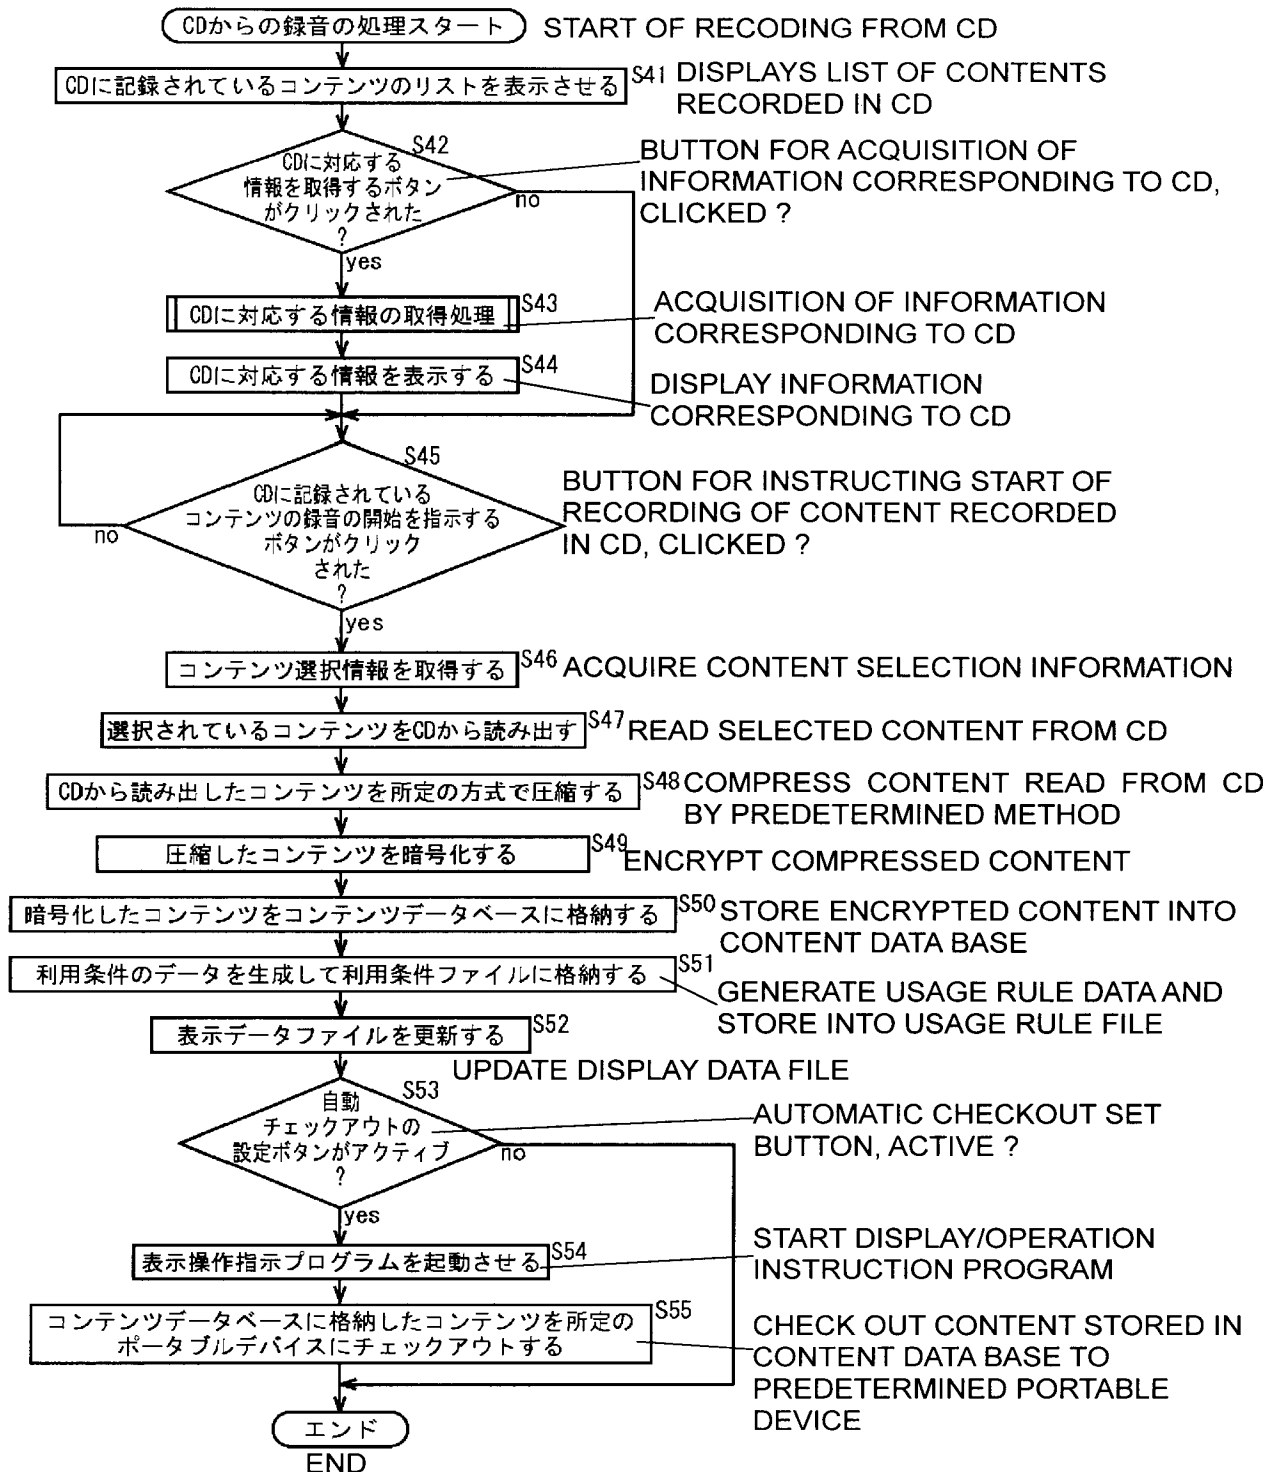 CDからの録音の処理スタート
START OF RECODING FROM CD
CDに記録されているコンテンツのリストを表示させる
S41
DISPLAYS LIST OF CONTENTS
RECORDED IN CD
S42
CDに対応する
情報を取得するボタン
がクリックされた
?
BUTTON FOR ACQUISITION OF
INFORMATION CORRESPONDING TO CD,
CLICKED ?
no
yes
CDに対応する情報の取得処理
S43
ACQUISITION OF INFORMATION
CORRESPONDING TO CD
CDに対応する情報を表示する
S44
DISPLAY INFORMATION
CORRESPONDING TO CD
S45
CDに記録されている
コンテンツの録音の開始を指示する
ボタンがクリック
された
?
BUTTON FOR INSTRUCTING START OF
RECORDING OF CONTENT RECORDED
IN CD, CLICKED ?
no
yes
コンテンツ選択情報を取得する
S46
ACQUIRE CONTENT SELECTION INFORMATION
選択されているコンテンツをCDから読み出す
S47
READ SELECTED CONTENT FROM CD
CDから読み出したコンテンツを所定の方式で圧縮する
S48
COMPRESS CONTENT READ FROM CD
BY PREDETERMINED METHOD
圧縮したコンテンツを暗号化する
S49
ENCRYPT COMPRESSED CONTENT
暗号化したコンテンツをコンテンツデータベースに格納する
S50
STORE ENCRYPTED CONTENT INTO
CONTENT DATA BASE
利用条件のデータを生成して利用条件ファイルに格納する
S51
GENERATE USAGE RULE DATA AND
STORE INTO USAGE RULE FILE
表示データファイルを更新する
S52
UPDATE DISPLAY DATA FILE
S53
自動
チェックアウトの
設定ボタンがアクティブ
?
AUTOMATIC CHECKOUT SET
BUTTON, ACTIVE ?
no
yes
表示操作指示プログラムを起動させる
S54
START DISPLAY/OPERATION
INSTRUCTION PROGRAM
コンテンツデータベースに格納したコンテンツを所定の
ポータブルデバイスにチェックアウトする
S55
CHECK OUT CONTENT STORED IN
CONTENT DATA BASE TO
PREDETERMINED PORTABLE
DEVICE
エンド
END